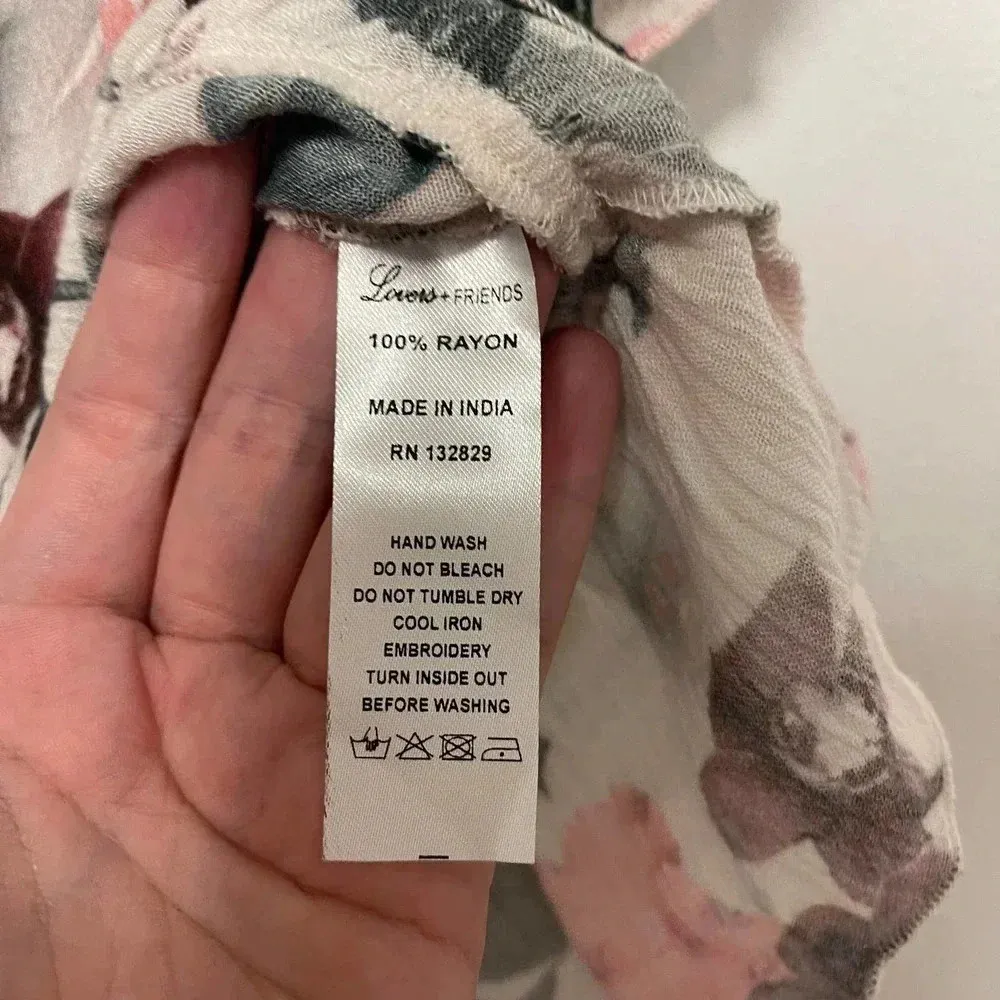 Lovers + FRIENDS
100% RAYON
MADE IN INDIA
RN 132829
HAND WASH
DO NOT BLEACH
DO NOT TUMBLE DRY
COOL IRON
EMBROIDERY
TURN INSIDE OUT
BEFORE WASHING